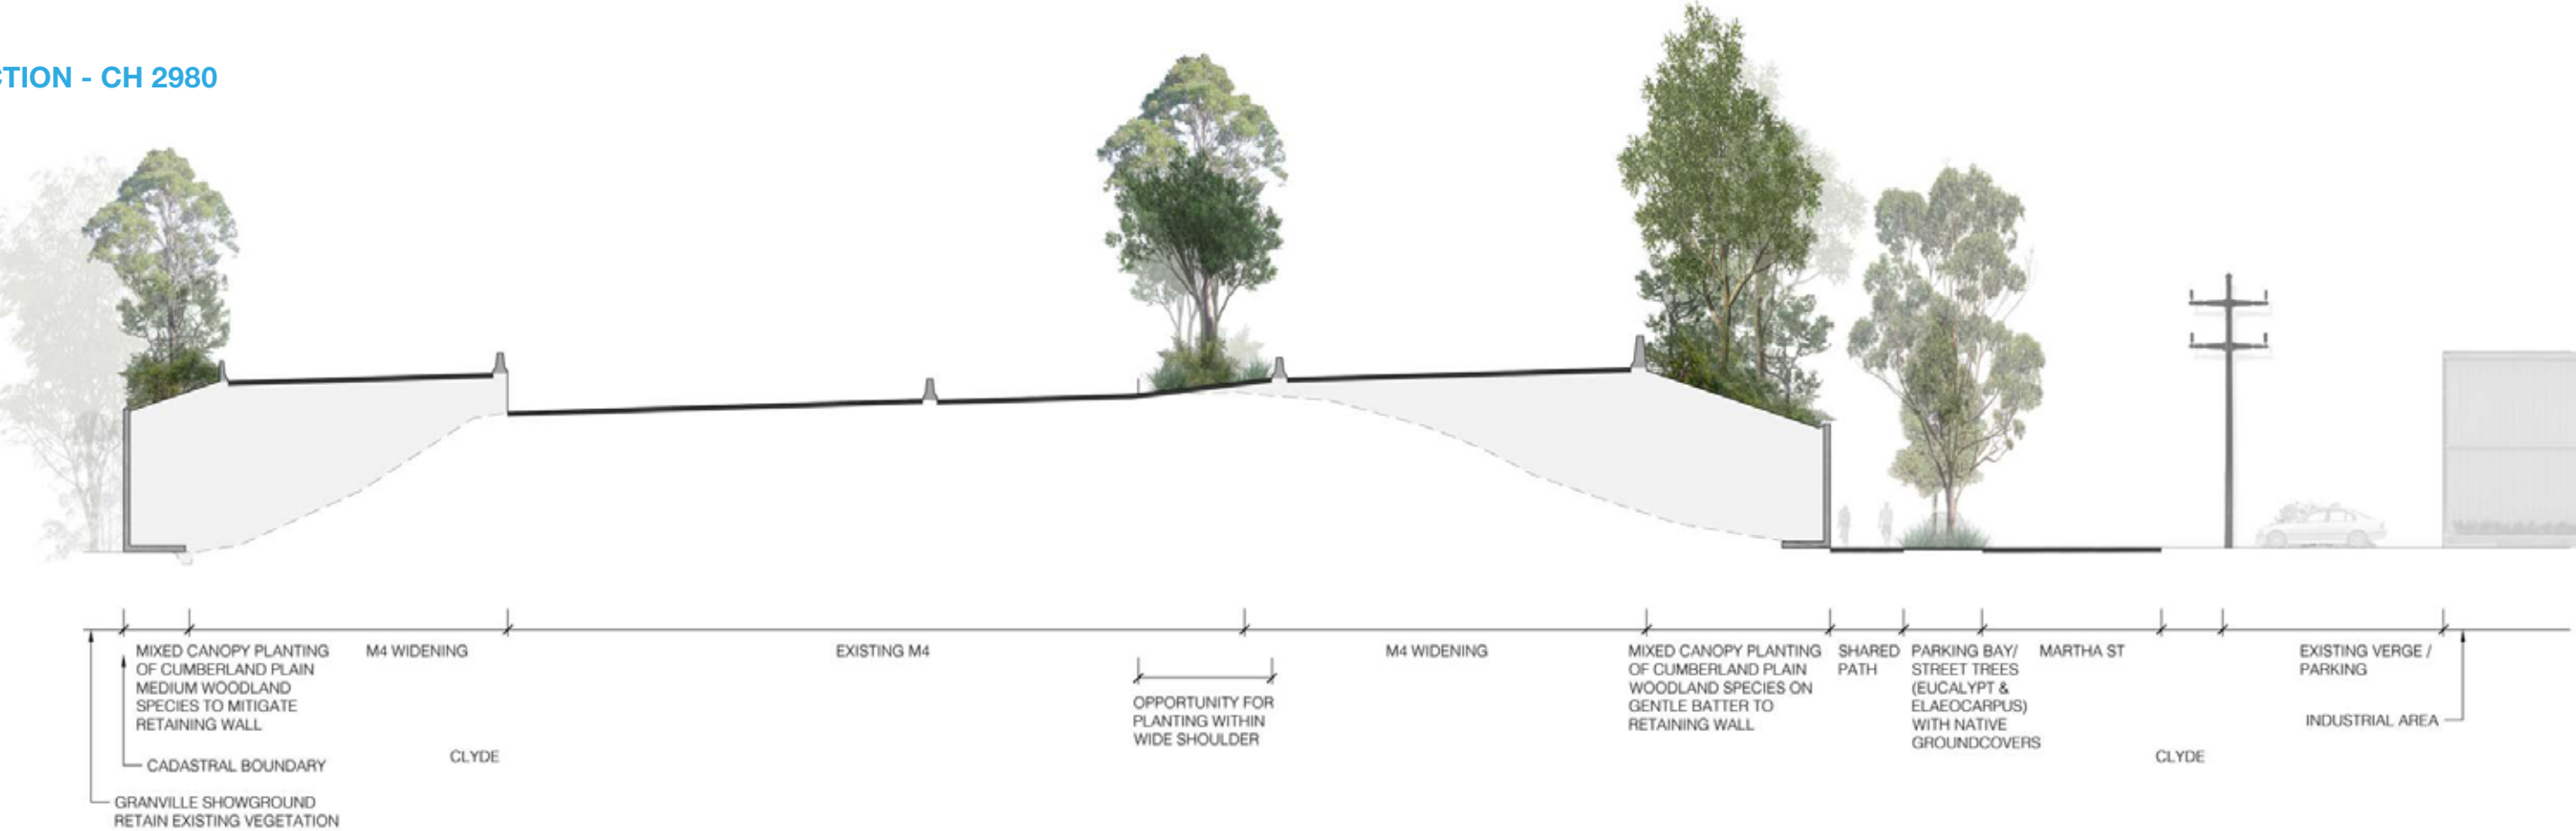 CTION - CH 2980
MIXED CANOPY PLANTING
OF CUMBERLAND PLAIN
MEDIUM WOODLAND
SPECIES TO MITIGATE
RETAINING WALL
M4 WIDENING
EXISTING M4
OPPORTUNITY FOR
PLANTING WITHIN
WIDE SHOULDER
M4 WIDENING
MIXED CANOPY PLANTING
OF CUMBERLAND PLAIN
WOODLAND SPECIES ON
GENTLE BATTER TO
RETAINING WALL
SHARED
PATH
PARKING BAY/
STREET TREES
(EUCALYPT &
ELAEOCARPUS)
WITH NATIVE
GROUNDCOVERS
MARTHA ST
EXISTING VERGE /
PARKING
INDUSTRIAL AREA
CLYDE
CLYDE
CADASTRAL BOUNDARY
GRANVILLE SHOWGROUND
RETAIN EXISTING VEGETATION